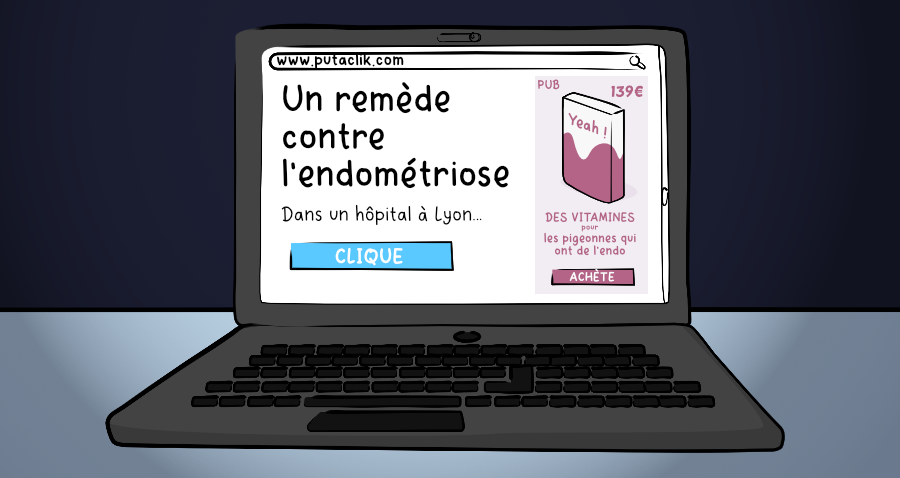 www.putaclik.com
Un remède
contre
l'endométriose
Dans un hôpital à Lyon...
CLIQUE
PUB
139€
Yeah !
DES VITAMINES
pour
les pigeonnes qui
ont de l'endo
ACHÈTE